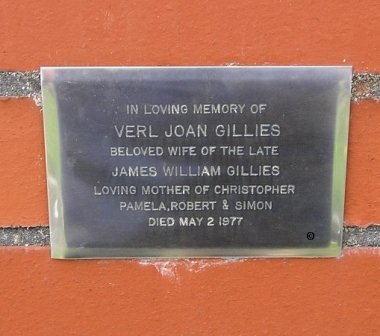 IN LOVING MEMORY OF
VERL JOAN GILLIES
BELOVED WIFE OF THE LATE
JAMES WILLIAM GILLIES
LOVING MOTHER OF CHRISTOPHER
PAMELA,ROBERT & SIMON
DIED MAY 2 1977
©